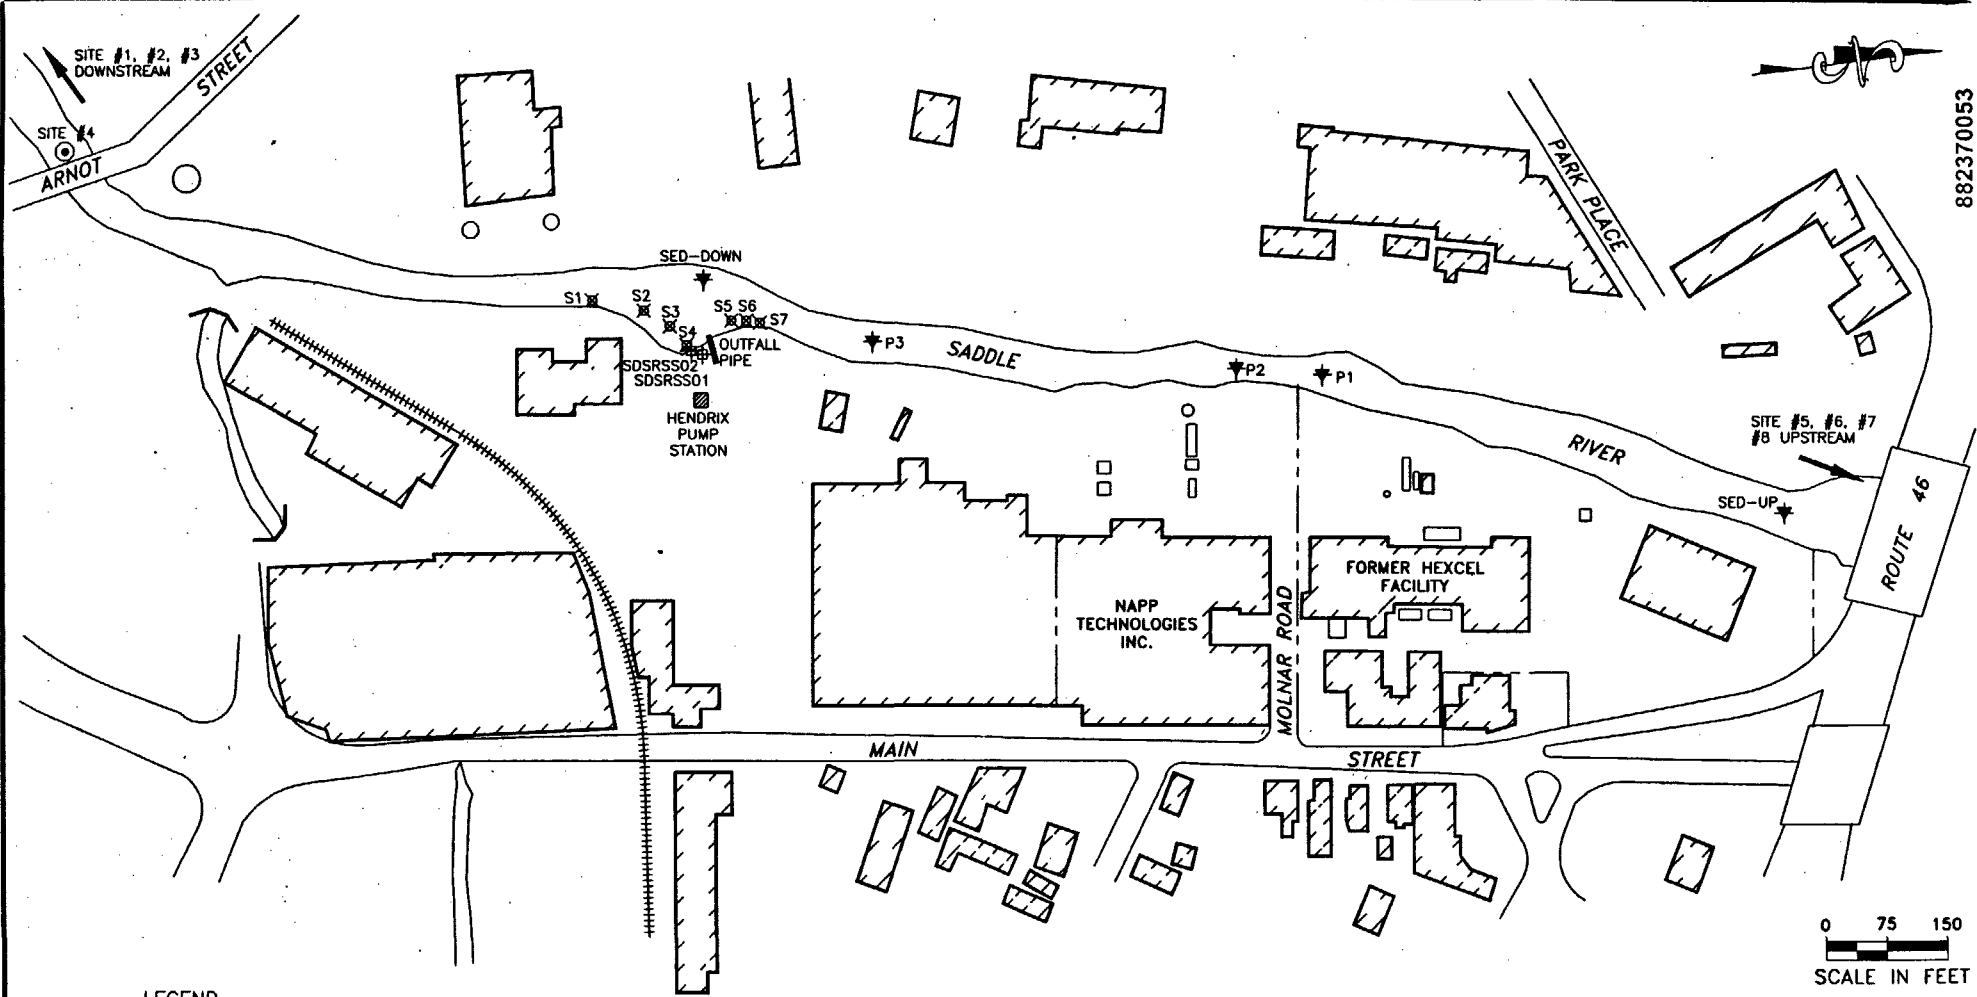 SITE #1, #2, #3
DOWNSTREAM
STREET
SITE #4
ARNOT
882370053
PARK PLACE
SED-DOWN
S1
S2
S3
S4
S5 S6
S7
OUTFALL
PIPE
SDSRSS02
SDSRSS01
HENDRIX
PUMP
STATION
P3
SADDLE
P2
P1
RIVER
SITE #5, #6, #7
#8 UPSTREAM
SED-UP
ROUTE 46
NAPP
TECHNOLOGIES
INC.
MOLNAR ROAD
FORMER HEXCEL
FACILITY
MAIN
STREET
0 75 150
SCALE IN FEET
LEGEND